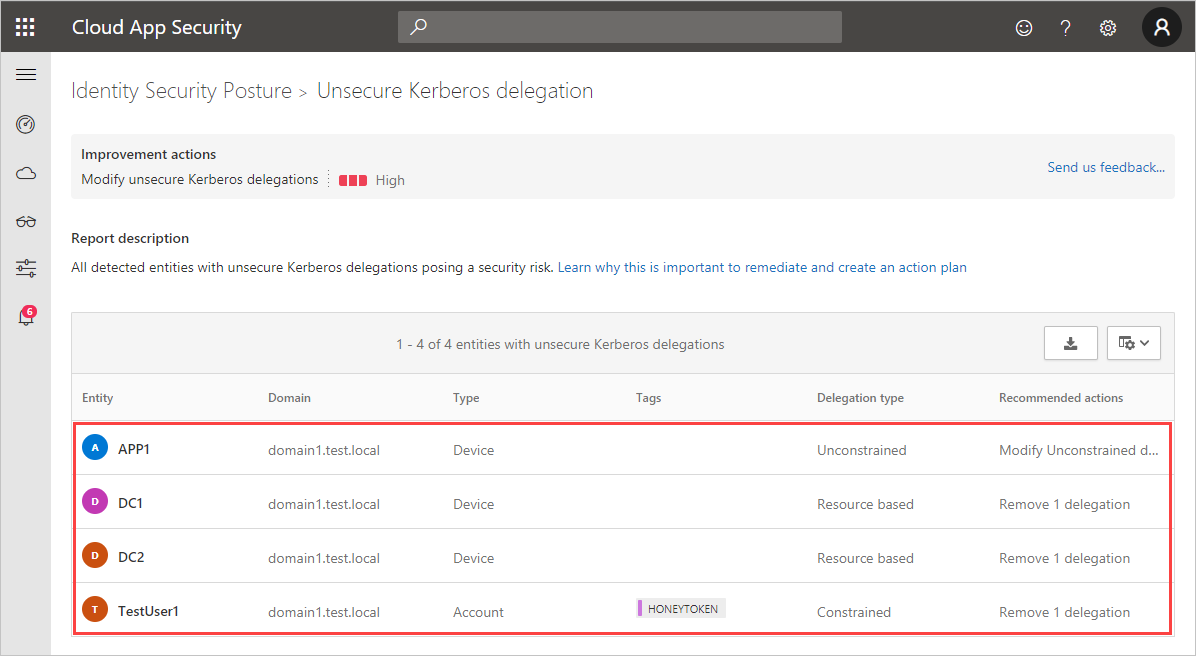 Cloud App Security
Identity Security Posture > Unsecure Kerberos delegation
Improvement actions
Modify unsecure Kerberos delegations High
Send us feedback...
Report description
All detected entities with unsecure Kerberos delegations posing a security risk. Learn why this is important to remediate and create an action plan
6
1 - 4 of 4 entities with unsecure Kerberos delegations
Entity Domain Type Tags Delegation type Recommended actions
A APP1 domain1.test.local Device Unconstrained Modify Unconstrained d...
D DC1 domain1.test.local Device Resource based Remove 1 delegation
D DC2 domain1.test.local Device Resource based Remove 1 delegation
T TestUser1 domain1.test.local Account HONEYTOKEN Constrained Remove 1 delegation